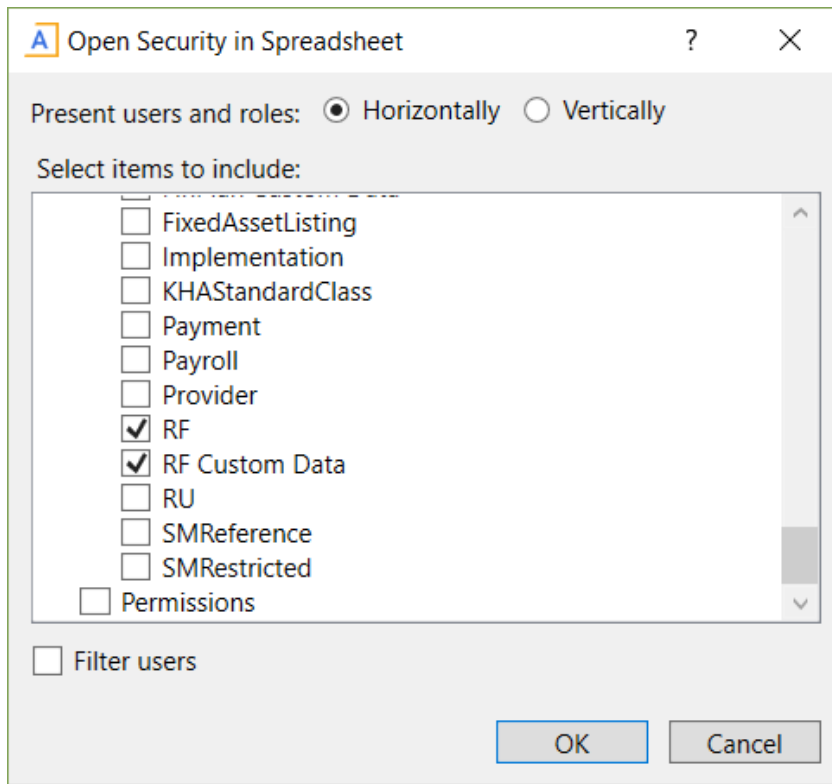 A Open Security in Spreadsheet ?
Present users and roles: Horizontally Vertically
Select items to include:
FixedAssetListing
Implementation
KHAStandardClass
Payment
Payroll
Provider
RF
RF Custom Data
RU
SMReference
SMRestricted
Permissions
Filter users
OK Cancel